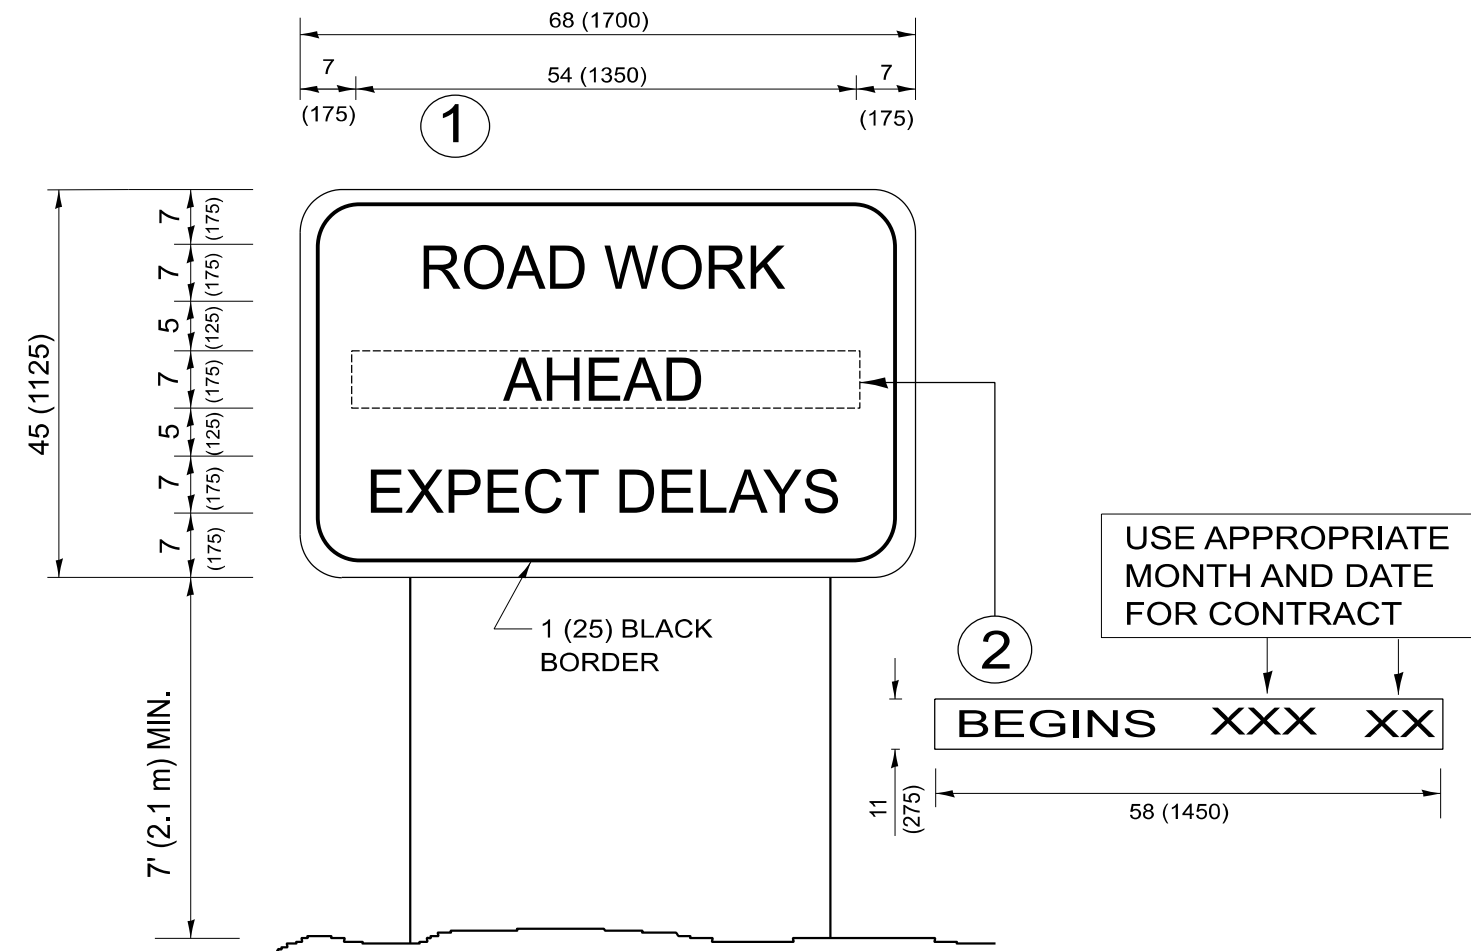 68 (1700)
7
54 (1350)
7
(175)
(175)
1
7
(175)
7
(175)
5
(125)
7
(175)
5
(125)
7
(175)
7
(175)
45 (1125)
ROAD WORK
AHEAD
EXPECT DELAYS
1 (25) BLACK
BORDER
7' (2.1 m) MIN.
USE APPROPRIATE
MONTH AND DATE
FOR CONTRACT
2
BEGINS XXX XX
11
(275)
58 (1450)